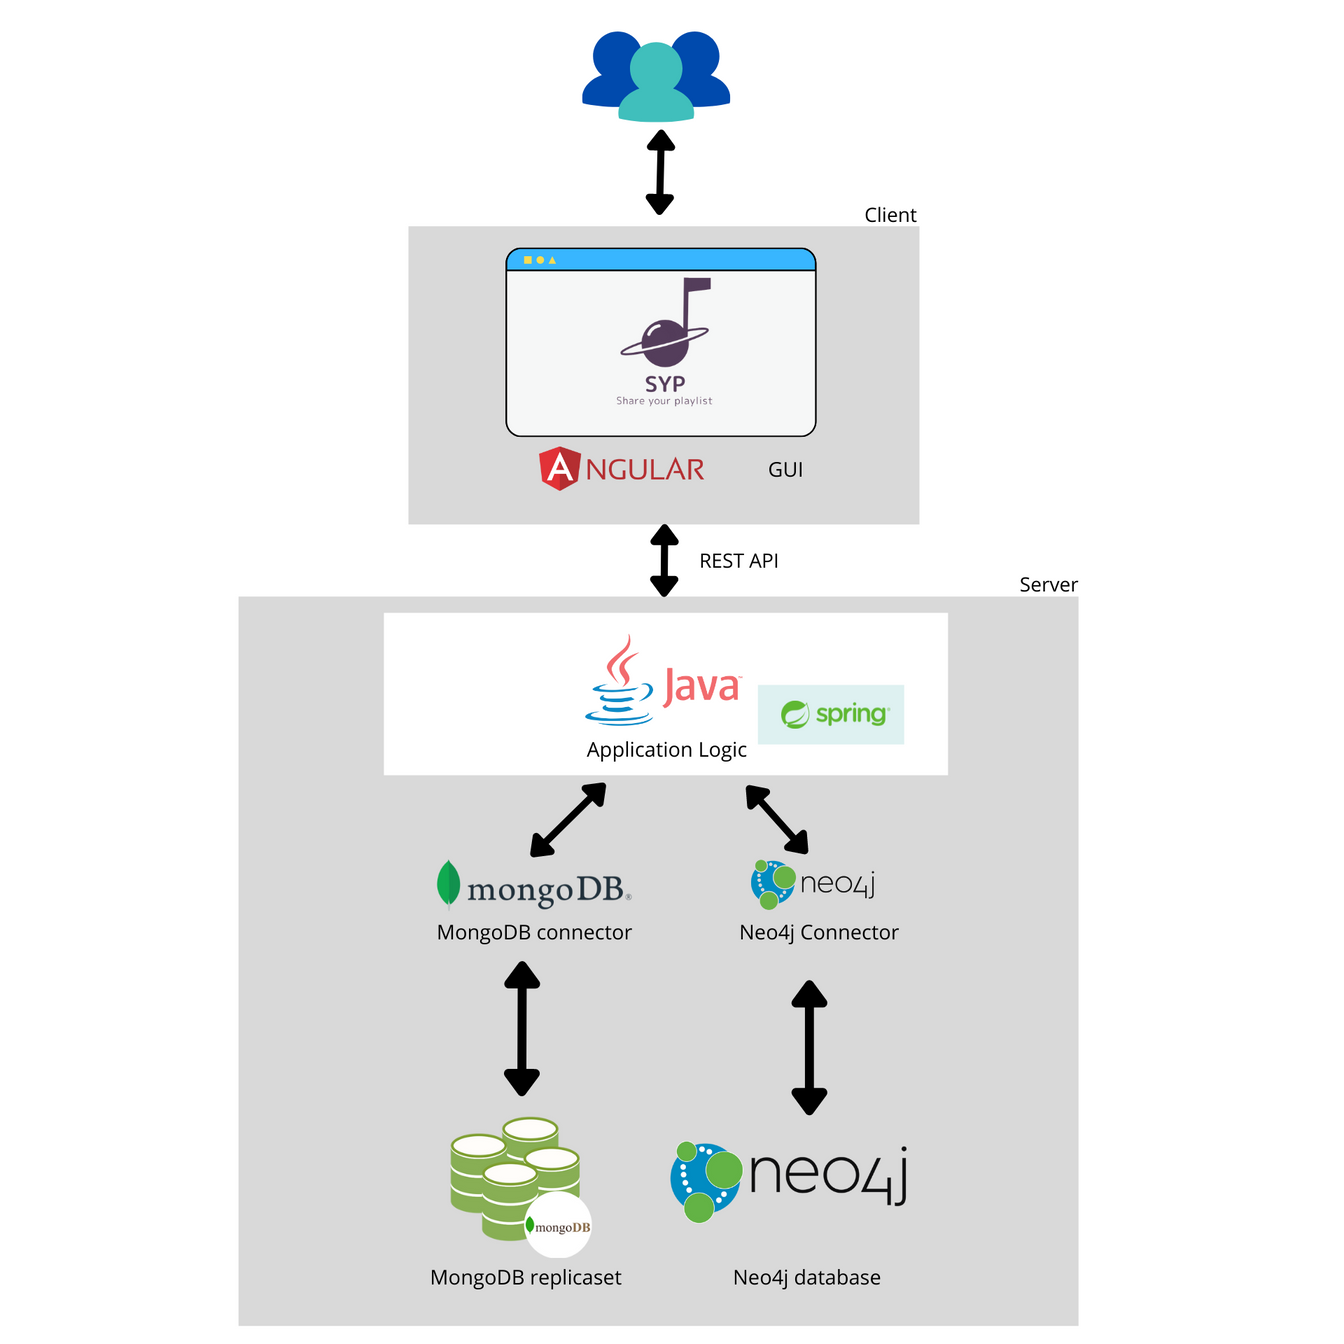 Client
SYP
Share your playlist
ANGULAR
GUI
REST API
Server
Java™
spring®
Application Logic
mongoDB®
neo4j
MongoDB connector
Neo4j Connector
neo4j
mongoDB
MongoDB replicaset
Neo4j database